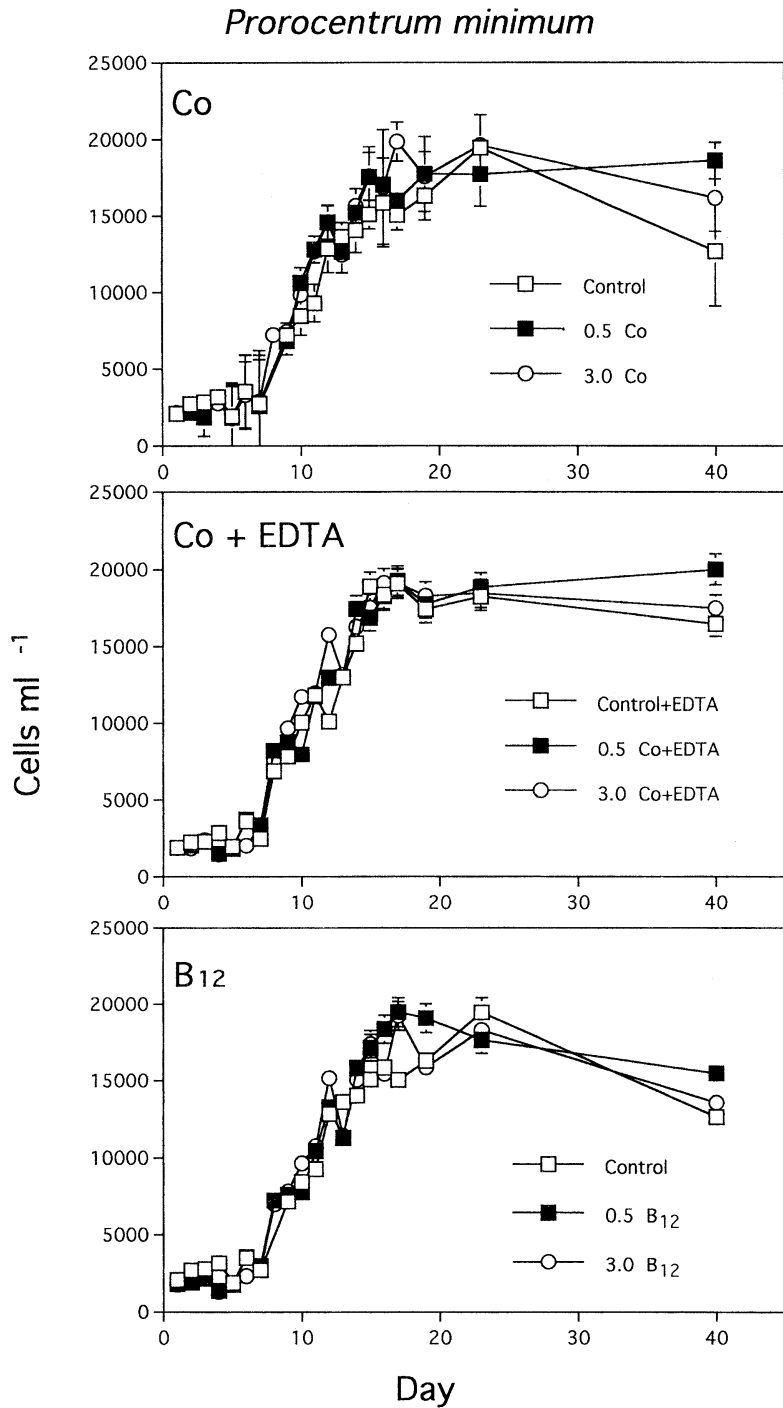 Prorocentrum minimum
25000
Co
20000
15000
10000
5000
0
Control
0.5 Co
3.0 Co
0 10 20 30 40
25000
Co + EDTA
20000
15000
10000
5000
0
Control+EDTA
0.5 Co+EDTA
3.0 Co+EDTA
0 10 20 30 40
Cells ml -1
25000
B12
20000
15000
10000
5000
0
Control
0.5 B12
3.0 B12
0 10 20 30 40
Day